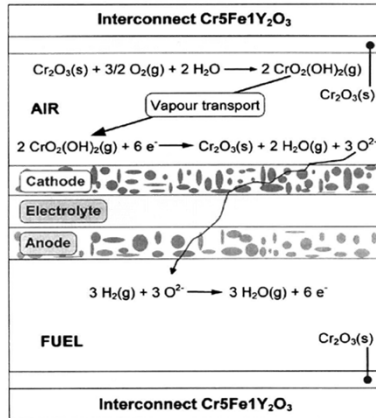 Interconnect Cr5Fe1Y₂O₃
Cr₂O₃(s) + 3/2 O₂(g) + 2 H₂O ⟶ 2 CrO₂(OH)₂(g)
Cr₂O₃(s)
AIR
Vapour transport
2 CrO₂(OH)₂(g) + 6 e⁻ ⟶ Cr₂O₃(s) + 2 H₂O(g) + 3 O²⁻
Cathode
Electrolyte
Anode
3 H₂(g) + 3 O²⁻ ⟶ 3 H₂O(g) + 6 e⁻
FUEL
Cr₂O₃(s)
Interconnect Cr5Fe1Y₂O₃